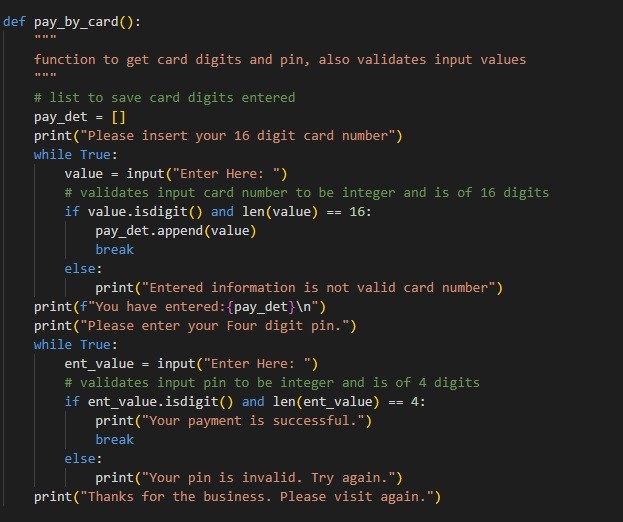 def pay_by_card():
    """
    function to get card digits and pin, also validates input values
    """
    # list to save card digits entered
    pay_det = []
    print("Please insert your 16 digit card number")
    while True:
        value = input("Enter Here: ")
        # validates input card number to be integer and is of 16 digits
        if value.isdigit() and len(value) == 16:
            pay_det.append(value)
            break
        else:
            print("Entered information is not valid card number")
    print(f"You have entered:{pay_det}\n")
    print("Please enter your Four digit pin.")
    while True:
        ent_value = input("Enter Here: ")
        # validates input pin to be integer and is of 4 digits
        if ent_value.isdigit() and len(ent_value) == 4:
            print("Your payment is successful.")
            break
        else:
            print("Your pin is invalid. Try again.")
    print("Thanks for the business. Please visit again.")